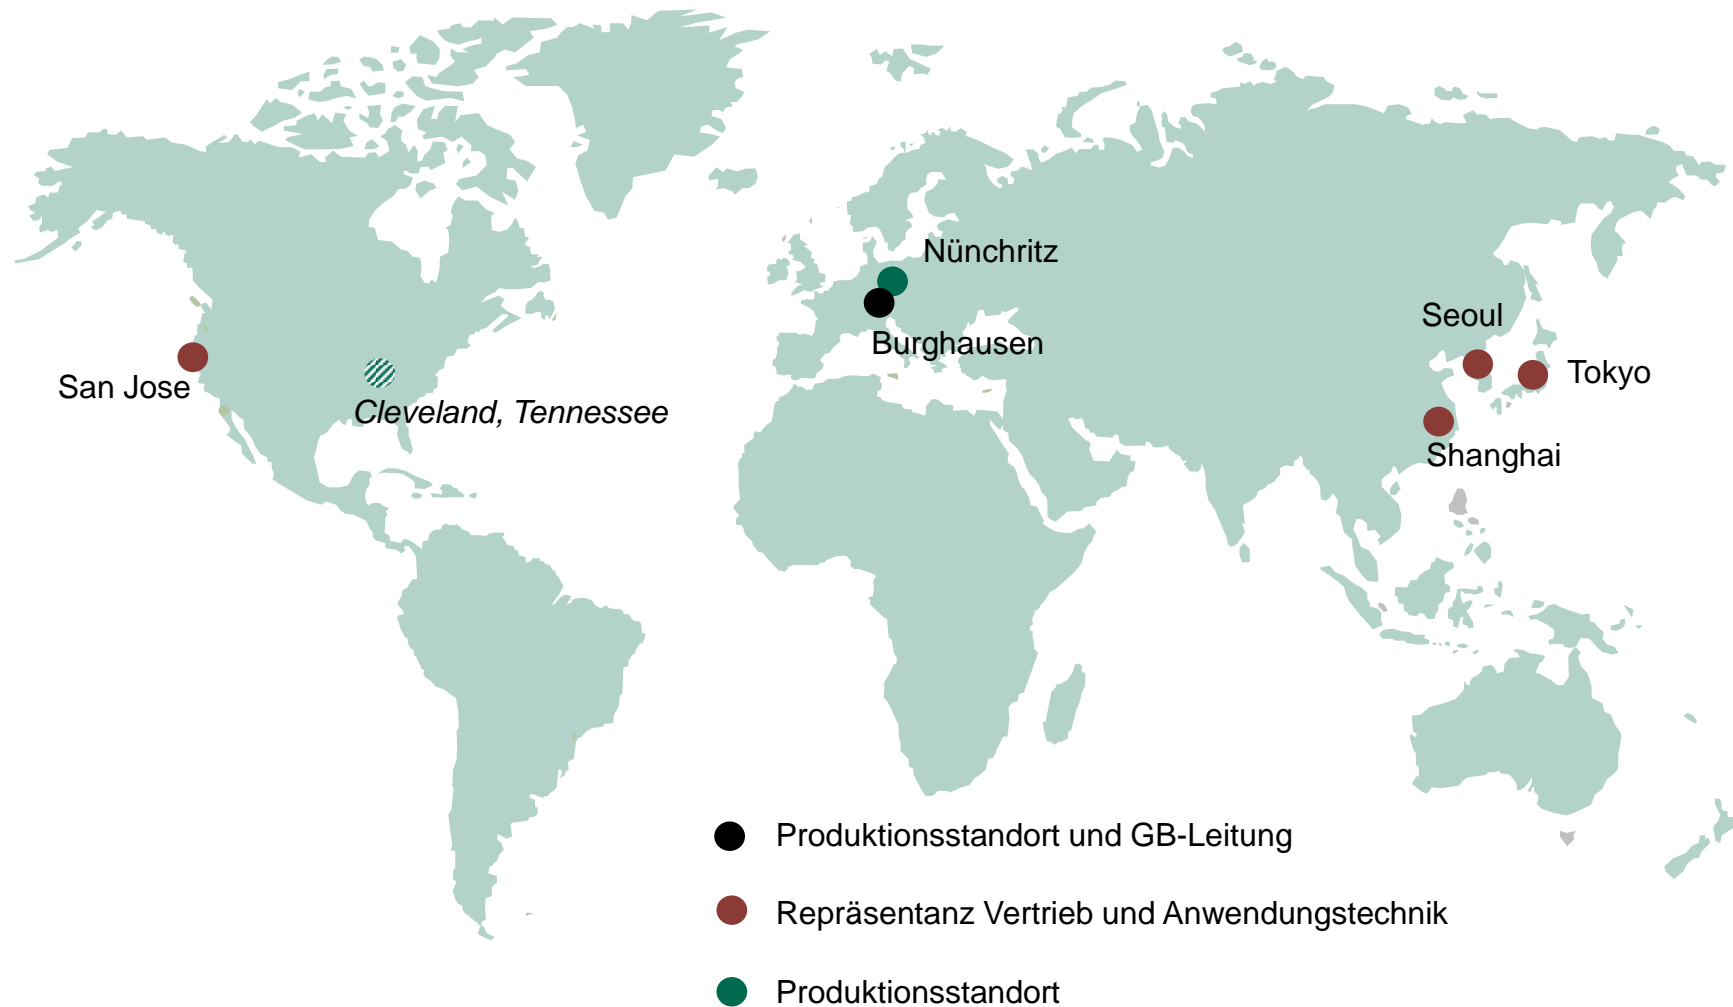 Nünchritz
Burghausen
Seoul
Tokyo
Shanghai
San Jose
Cleveland, Tennessee
Produktionsstandort und GB-Leitung
Repräsentanz Vertrieb und Anwendungstechnik
Produktionsstandort